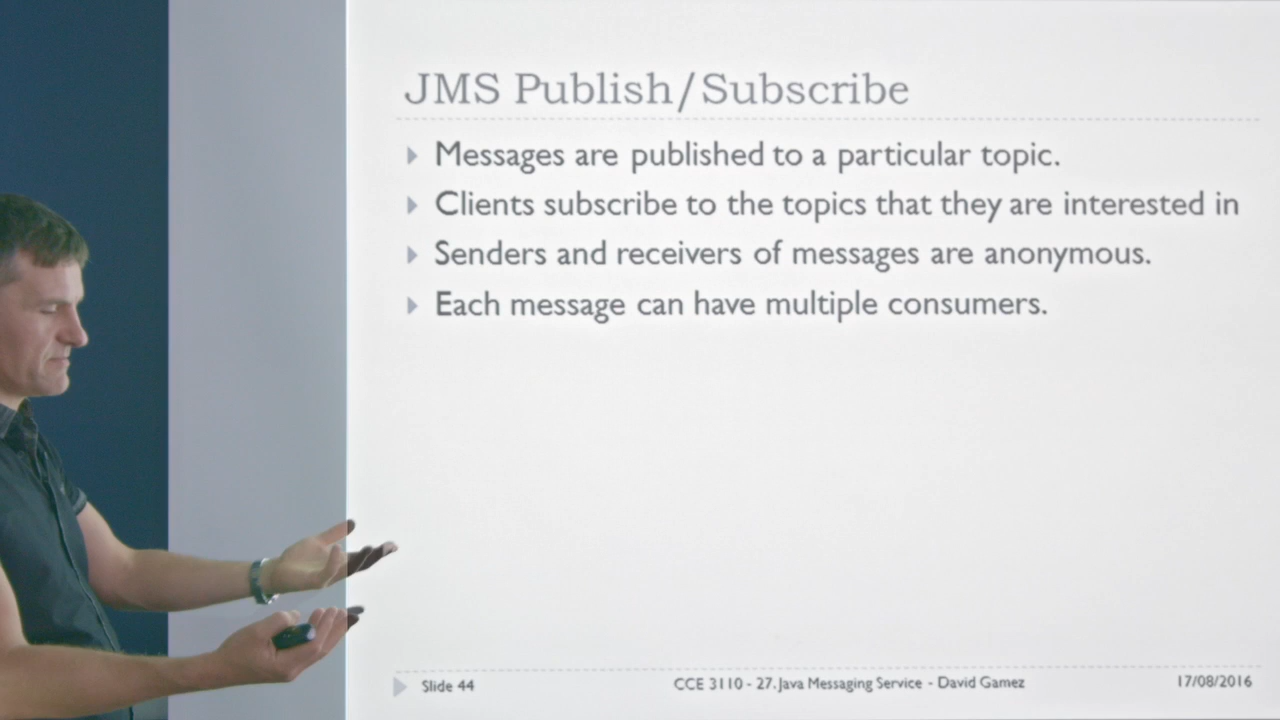 JMS Publish/Subscribe
Messages are published to a particular topic.
Clients subscribe to the topics that they are interested in
Senders and receivers of messages are anonymous.
Each message can have multiple consumers.
Slide 44
CCE 3110 - 27. Java Messaging Service - David Gamez
17/08/2016